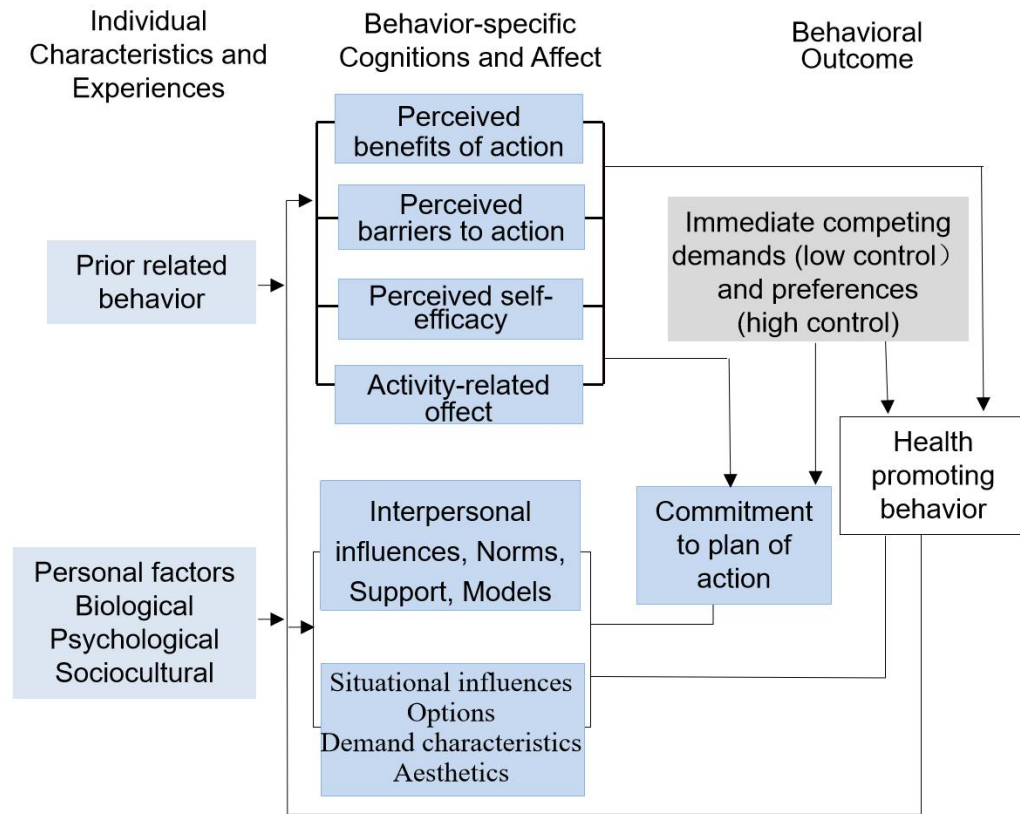 Individual
Characteristics and
Experiences
Behavior-specific
Cognitions and Affect
Behavioral
Outcome
Perceived
benefits of action
Perceived
barriers to action
Perceived self-
efficacy
Activity-related
offect
Prior related
behavior
Immediate competing
demands (low control）
and preferences
(high control)
Health
promoting
behavior
Commitment
to plan of
action
Interpersonal
influences, Norms,
Support, Models
Personal factors
Biological
Psychological
Sociocultural
Situational influences
Options
Demand characteristics
Aesthetics